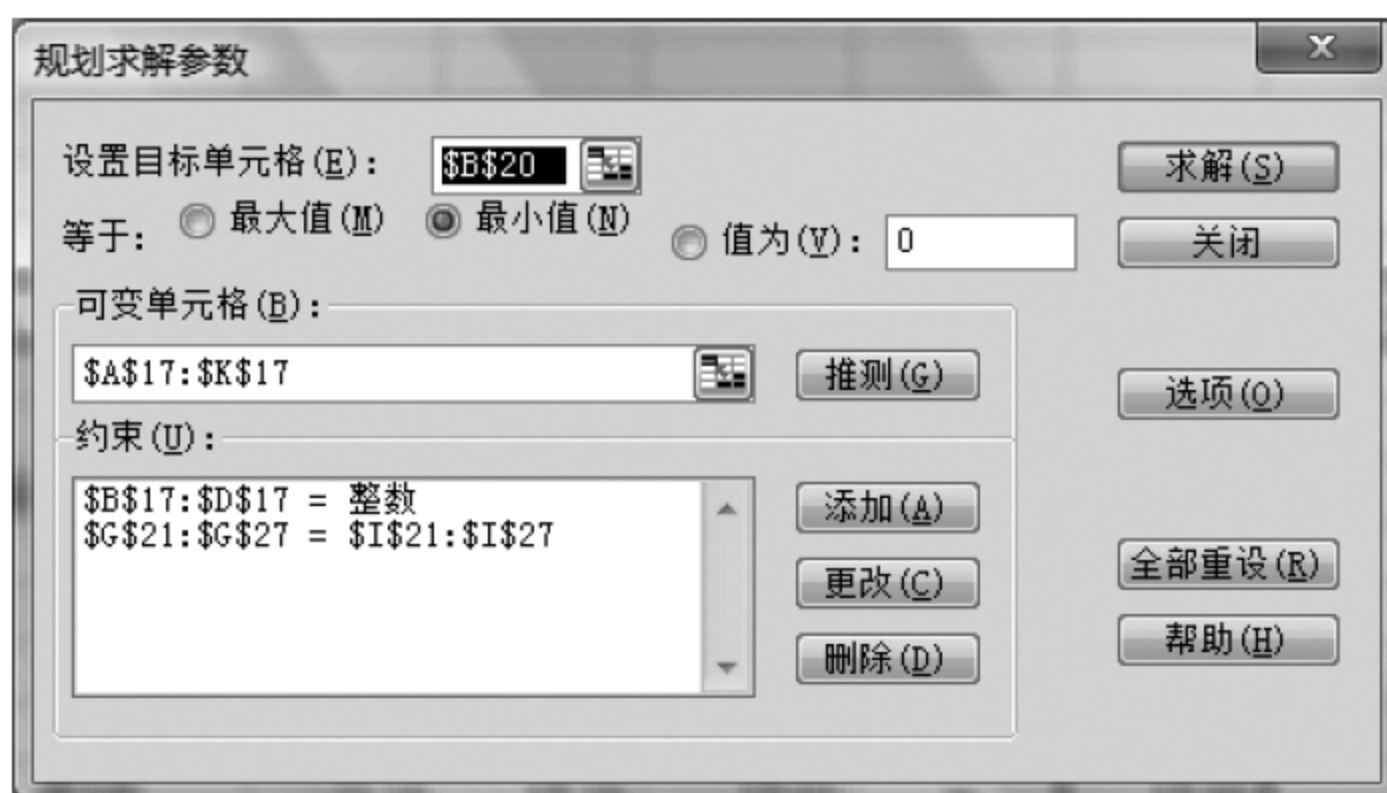 规划求解参数
设置目标单元格(E): $B$20 求解(S)
等于: 最大值(M) 最小值(N) 值为(V): 0 关闭
可变单元格(B):
$A$17:$K$17 推测(G) 选项(O)
约束(U):
$B$17:$D$17 = 整数 添加(A)
$G$21:$G$27 = $I$21:$I$27
更改(C) 全部重设(R)
删除(D) 帮助(H)